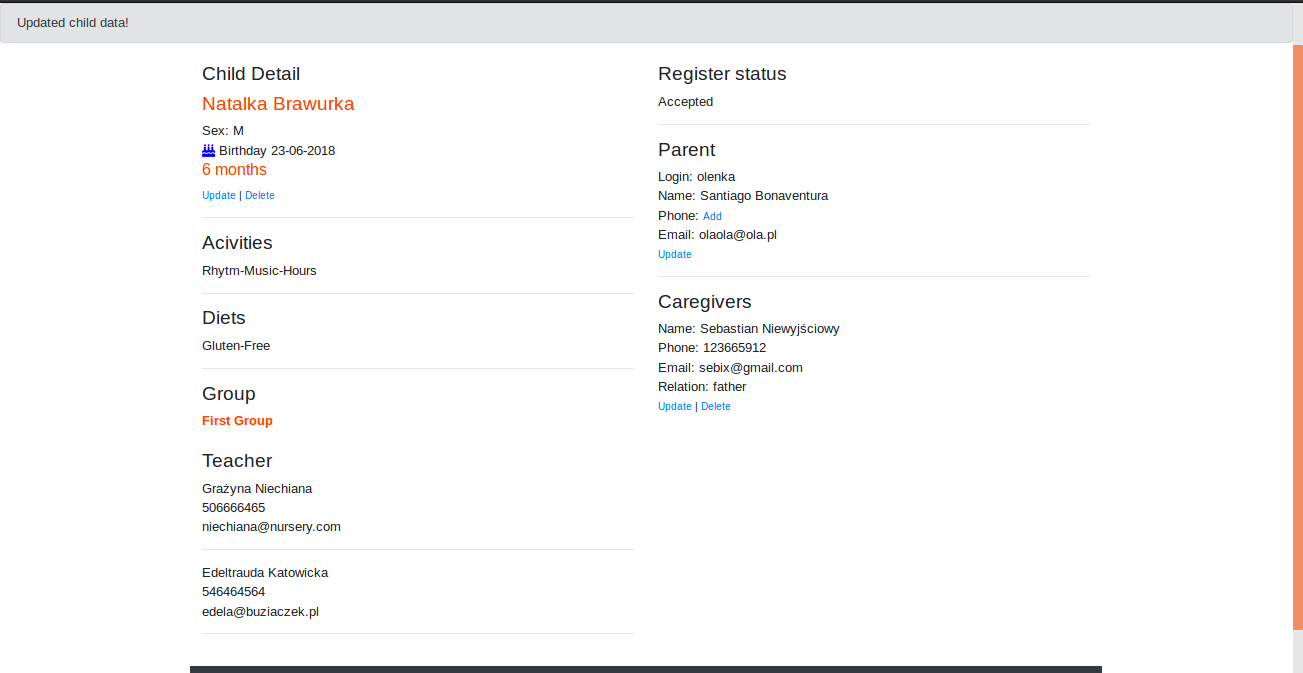 Updated child data!
Child Detail
Natalka Brawurka
Sex: M
Birthday 23-06-2018
6 months
Update | Delete
Acivities
Rhytm-Music-Hours
Diets
Gluten-Free
Group
First Group
Teacher
Grażyna Niechiana
506666465
niechiana@nursery.com
Edeltrauda Katowicka
546464564
edela@buziaczek.pl
Register status
Accepted
Parent
Login: olenka
Name: Santiago Bonaventura
Phone: Add
Email: olaola@ola.pl
Update
Caregivers
Name: Sebastian Niewyjściowy
Phone: 123665912
Email: sebix@gmail.com
Relation: father
Update | Delete